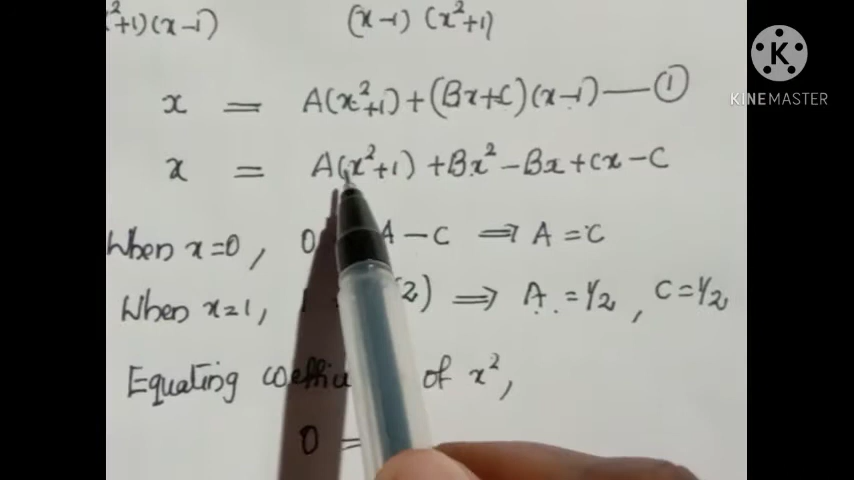 ²+1)(x-1)    (x-1) (x²+1)
x = A(x²+1)+(Bx+C)(x-1) — ①
x = A(x²+1) +Bx² -Bx +Cx -C
When x=0, 0 A -C ⟹ A = C
When x=1, 2) ⟹ A = ½, C=½
Equating of x²,
0 =
K
KINEMASTER